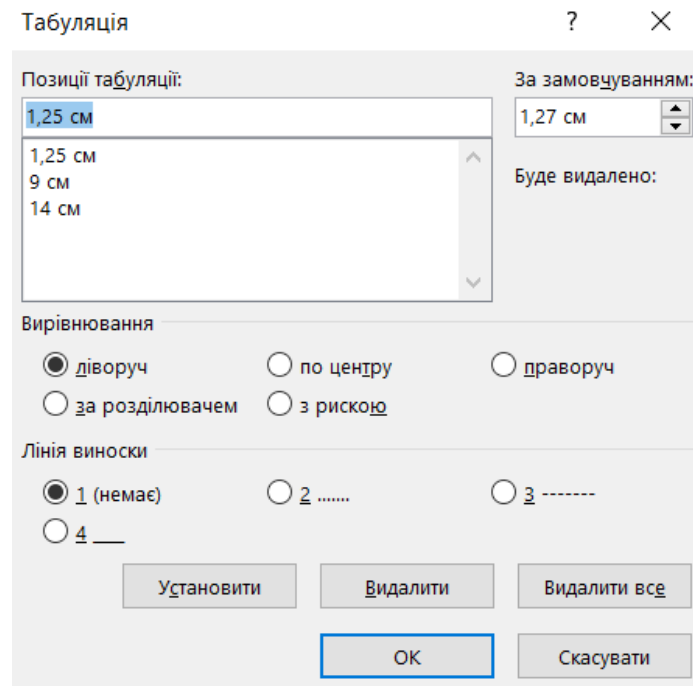 Табуляція ?
Позиції табуляції: За замовчуванням:
1,25 см 1,27 см
1,25 см
9 см
14 см
Буде видалено:
Вирівнювання
ліворуч по центру праворуч
за розділювачем з рискою
Лінія виноски
1 (немає) 2 ....... 3 -------
4 ___
Установити Видалити Видалити все
ОК Скасувати